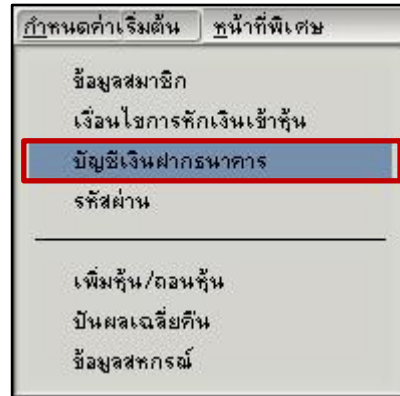 กำหนดค่าเริ่มต้น หน้าที่พิเศษ
ข้อมูลสมาชิก
เงื่อนไขการหักเงินเข้าหุ้น
บัญชีเงินฝากธนาคาร
รหัสผ่าน
เพิ่มหุ้น/ถอนหุ้น
ปันผลเฉลี่ยคืน
ข้อมูลสหกรณ์